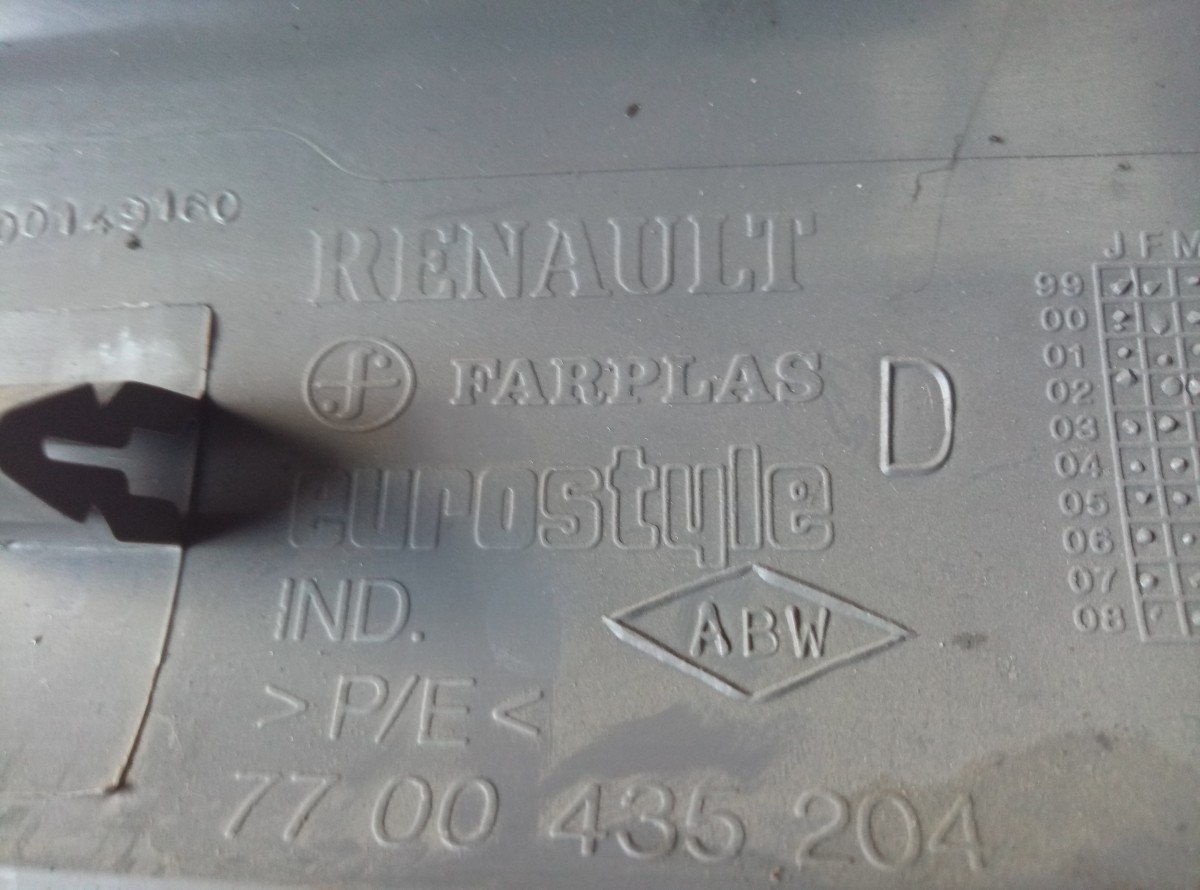 00149160
RENAULT
FARPLAS
D
eurostyle
IND.
ABW
>P/E<
77 00 435 204
J F M
99
00
01
02
03
04
05
06
07
08